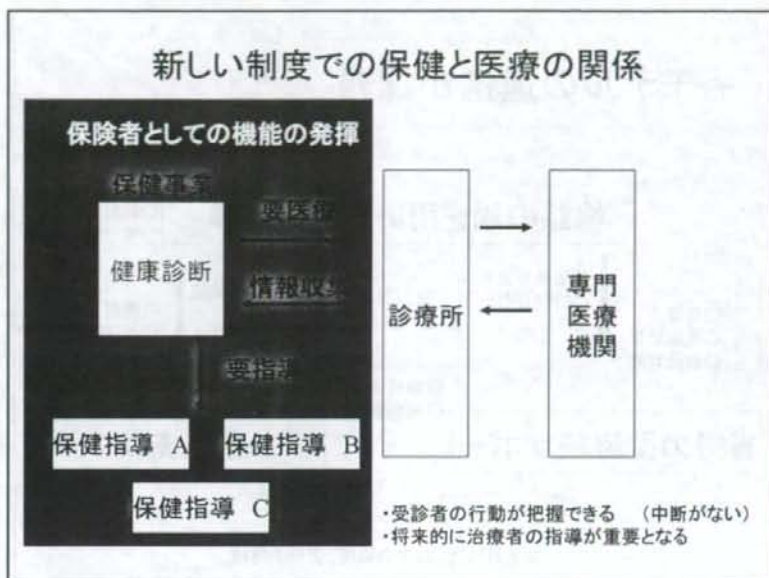 新しい制度での保健と医療の関係
保険者としての機能の発揮
保健事業
健康診断
要医療
情報収集
要指導
保健指導 A
保健指導 B
保健指導 C
診療所
専門
医療
機関
・受診者の行動が把握できる （中断がない）
・将来的に治療者の指導が重要となる